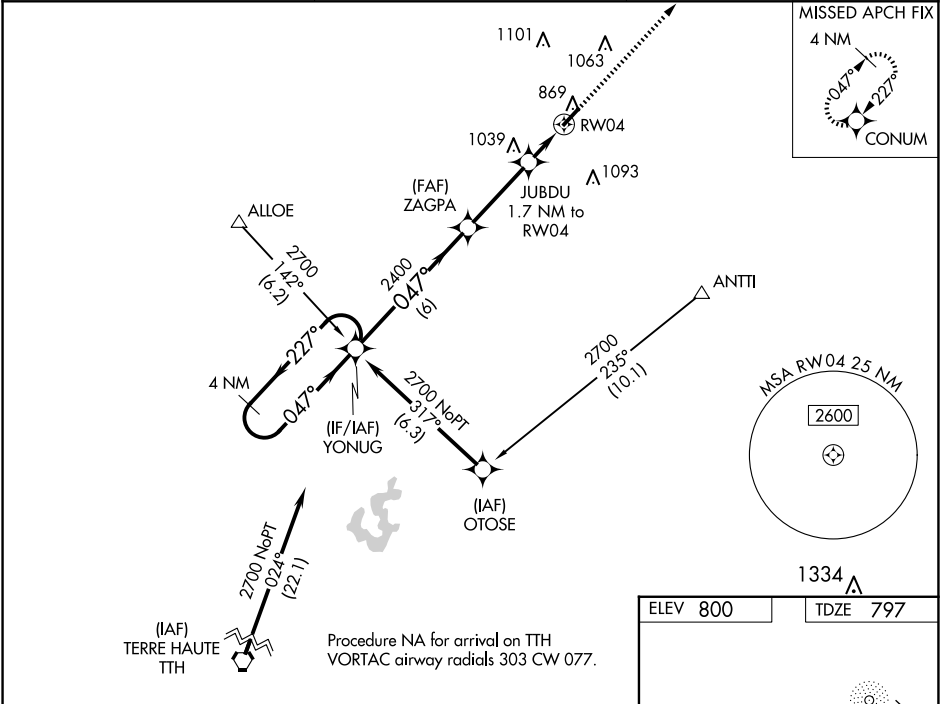 MISSED APCH FIX
4 NM
047°
227°
CONUM
1101
1063
869
RW04
1039
1093
JUBDU
1.7 NM to
RW04
(FAF)
ZAGPA
ALLOE
2700
142°
(6.2)
2400
047°
(6)
ANTTI
2700
235°
(10.1)
227°
4 NM
047°
(IF/IAF)
YONUG
2700 NoPT
317°
(6.3)
(IAF)
OTOSE
MSA RW04 25 NM
2600
2700 NoPT
024°
(22.1)
(IAF)
TERRE HAUTE
TTH
Procedure NA for arrival on TTH
VORTAC airway radials 303 CW 077.
1334
ELEV 800
TDZE 797